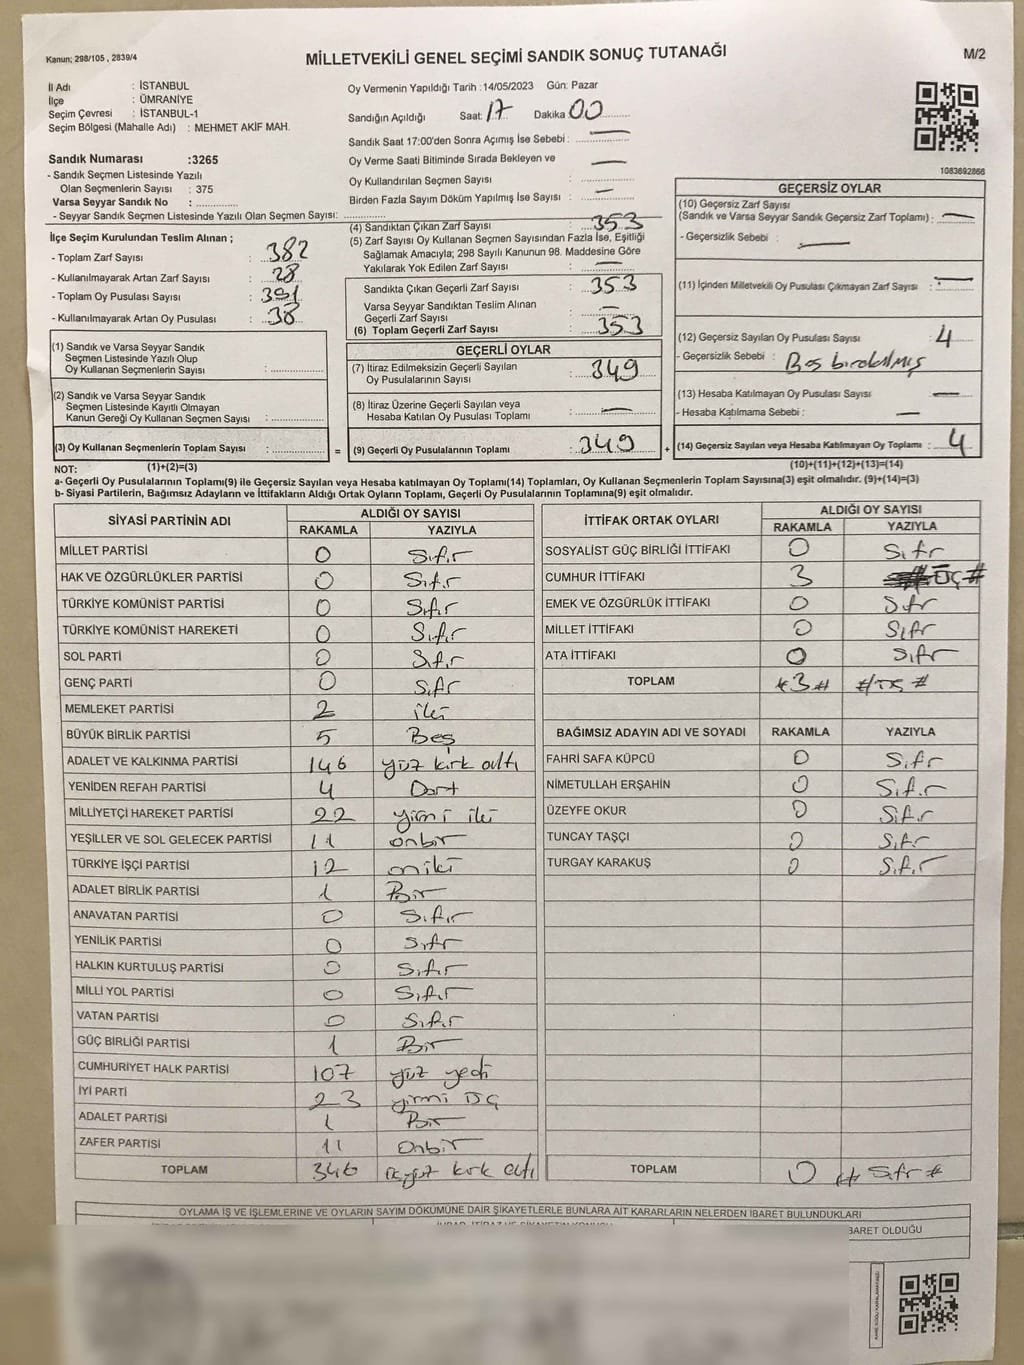 Kanun; 298/105 , 2839/4
MİLLETVEKİLİ GENEL SEÇİMİ SANDIK SONUÇ TUTANAĞI
M/2
İl Adı : İSTANBUL
İlçe : ÜMRANİYE
Seçim Çevresi : İSTANBUL-1
Seçim Bölgesi (Mahalle Adı) : MEHMET AKİF MAH.
Oy Vermenin Yapıldığı Tarih :14/05/2023 Gün: Pazar
Sandığın Açıldığı Saat: 17 Dakika 00
Sandık Saat 17:00'den Sonra Açımış İse Sebebi : —
Oy Verme Saati Bitiminde Sırada Bekleyen ve —
Oy Kullandırılan Seçmen Sayısı :
Birden Fazla Sayım Döküm Yapılmış İse Sayısı : —
1083692866
Sandık Numarası :3265
- Sandık Seçmen Listesinde Yazılı
Olan Seçmenlerin Sayısı : 375
Varsa Seyyar Sandık No :
- Seyyar Sandık Seçmen Listesinde Yazılı Olan Seçmen Sayısı:
İlçe Seçim Kurulundan Teslim Alınan ;
- Toplam Zarf Sayısı : 382
- Kullanılmayarak Artan Zarf Sayısı : 28
- Toplam Oy Pusulası Sayısı : 391
- Kullanılmayarak Artan Oy Pusulası : 38
(4) Sandıktan Çıkan Zarf Sayısı : 353
(5) Zarf Sayısı Oy Kullanan Seçmen Sayısından Fazla İse, Eşitliği
Sağlamak Amacıyla; 298 Sayılı Kanunun 98. Maddesine Göre
Yakılarak Yok Edilen Zarf Sayısı : —
Sandıkta Çıkan Geçerli Zarf Sayısı : 353
Varsa Seyyar Sandıktan Teslim Alınan
Geçerli Zarf Sayısı : —
(6) Toplam Geçerli Zarf Sayısı : 353
GEÇERSİZ OYLAR
(10) Geçersiz Zarf Sayısı
(Sandık ve Varsa Seyyar Sandık Geçersiz Zarf Toplamı) : —
- Geçersizlik Sebebi : —
(11) İçinden Milletvekili Oy Pusulası Çıkmayan Zarf Sayısı : —
(12) Geçersiz Sayılan Oy Pusulası Sayısı : 4
- Geçersizlik Sebebi : Boş bırakılmış
(13) Hesaba Katılmayan Oy Pusulası Sayısı : —
- Hesaba Katılmama Sebebi : —
(14) Geçersiz Sayılan veya Hesaba Katılmayan Oy Toplamı : 4
(10)+(11)+(12)+(13)=(14)
(1) Sandık ve Varsa Seyyar Sandık
Seçmen Listesinde Yazılı Olup
Oy Kullanan Seçmenlerin Sayısı :
(2) Sandık ve Varsa Seyyar Sandık
Seçmen Listesinde Kayıtlı Olmayan
Kanun Gereği Oy Kullanan Seçmen Sayısı :
(3) Oy Kullanan Seçmenlerin Toplam Sayısı :
GEÇERLİ OYLAR
(7) İtiraz Edilmeksizin Geçerli Sayılan
Oy Pusulalarının Sayısı : 349
(8) İtiraz Üzerine Geçerli Sayılan veya
Hesaba Katılan Oy Pusulası Toplamı : —
= (9) Geçerli Oy Pusulalarının Toplamı : 349 +
NOT: (1)+(2)=(3)
a- Geçerli Oy Pusulası Toplamı(9) ile Geçersiz Sayılan veya Hesaba katılmayan Oy Toplamı(14) Toplamları, Oy Kullanan Seçmenlerin Toplam Sayısına(3) eşit olmalıdır. (9)+(14)=(3)
b- Siyasi Partilerin, Bağımsız Adayların ve İttifakların Aldığı Ortak Oyların Toplamı, Geçerli Oy Pusulalarının Toplamına(9) eşit olmalıdır.
SİYASİ PARTİNİN ADI ALDIĞI OY SAYISI
RAKAMLA YAZIYLA
MİLLET PARTİSİ 0 Sıfır
HAK VE ÖZGÜRLÜKLER PARTİSİ 0 Sıfır
TÜRKİYE KOMÜNİST PARTİSİ 0 Sıfır
TÜRKİYE KOMÜNİST HAREKETİ 0 Sıfır
SOL PARTİ 0 Sıfır
GENÇ PARTİ 0 Sıfır
MEMLEKET PARTİSİ 2 iki
BÜYÜK BİRLİK PARTİSİ 5 Beş
ADALET VE KALKINMA PARTİSİ 146 yüz kırk altı
YENİDEN REFAH PARTİSİ 4 Dört
MİLLİYETÇİ HAREKET PARTİSİ 22 yirmi iki
YEŞİLLER VE SOL GELECEK PARTİSİ 11 onbir
TÜRKİYE İŞÇİ PARTİSİ 12 oniki
ADALET BİRLİK PARTİSİ 1 Bir
ANAVATAN PARTİSİ 0 Sıfır
YENİLİK PARTİSİ 0 Sıfır
HALKIN KURTULUŞ PARTİSİ 0 Sıfır
MİLLİ YOL PARTİSİ 0 Sıfır
VATAN PARTİSİ 0 Sıfır
GÜÇ BİRLİĞİ PARTİSİ 1 Bir
CUMHURİYET HALK PARTİSİ 107 yüz yedi
İYİ PARTİ 23 yirmi üç
ADALET PARTİSİ 1 Bir
ZAFER PARTİSİ 11 Onbir
TOPLAM 346 üçyüz kırk altı
İTTİFAK ORTAK OYLARI ALDIĞI OY SAYISI
RAKAMLA YAZIYLA
SOSYALİST GÜÇ BİRLİĞİ İTTİFAKI 0 Sıfır
CUMHUR İTTİFAKI 3 Üç #
EMEK VE ÖZGÜRLÜK İTTİFAKI 0 Sıfır
MİLLET İTTİFAKI 0 Sıfır
ATA İTTİFAKI 0 Sıfır
TOPLAM #3# #Üç#
BAĞIMSIZ ADAYIN ADI VE SOYADI RAKAMLA YAZIYLA
FAHRİ SAFA KÜPCÜ 0 Sıfır
NİMETULLAH ERŞAHİN 0 Sıfır
ÜZEYFE OKUR 0 Sıfır
TUNCAY TAŞÇI 0 Sıfır
TURGAY KARAKUŞ 0 Sıfır
TOPLAM 0 # Sıfır #
OYLAMA İŞ VE İŞLEMLERİNE VE OYLARIN SAYIM DÖKÜMÜNE DAİR ŞİKAYETLERLE BUNLARA AİT KARARLARIN NELERDEN İBARET BULUNDUKLARI
BARET OLDUĞU